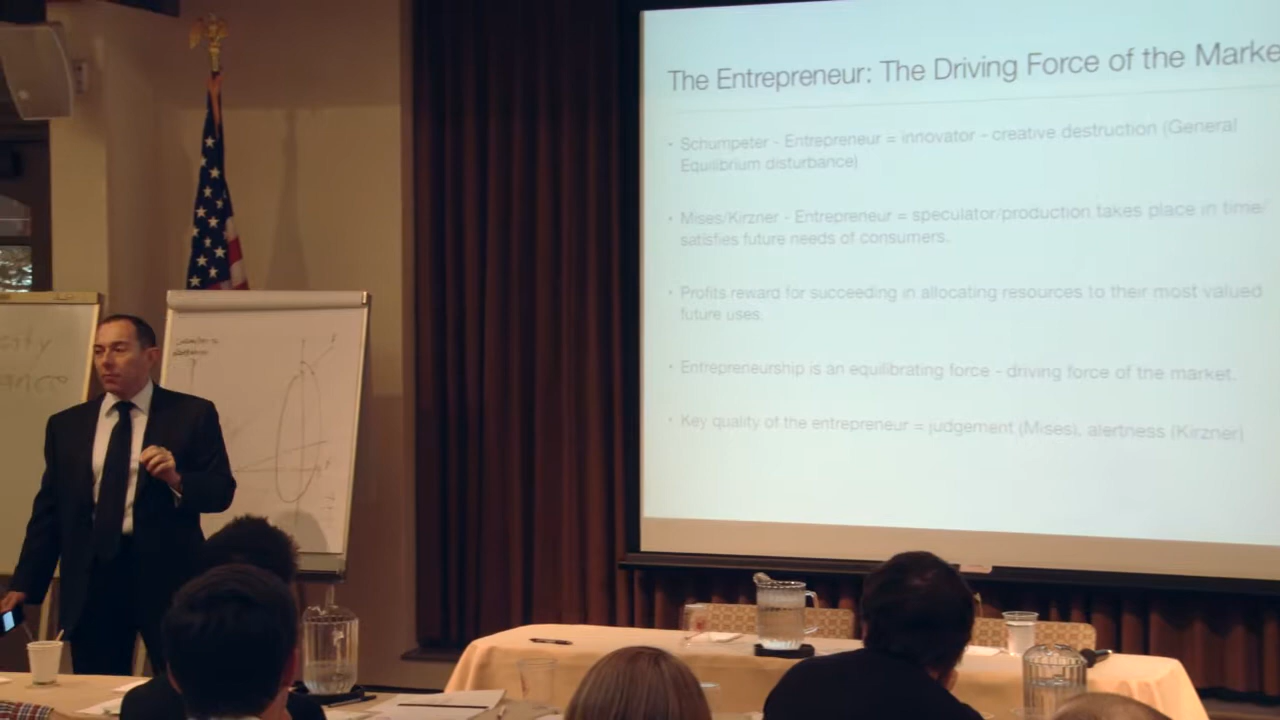 The Entrepreneur: The Driving Force of the Marke
• Schumpeter - Entrepreneur = innovator - creative destruction (General
Equilibrium disturbance)
• Mises/Kirzner - Entrepreneur = speculator/production takes place in time/
satisfies future needs of consumers.
• Profits reward for succeeding in allocating resources to their most valued
future uses.
• Entrepreneurship is an equilibrating force - driving force of the market.
• Key quality of the entrepreneur = judgement (Mises), alertness (Kirzner)